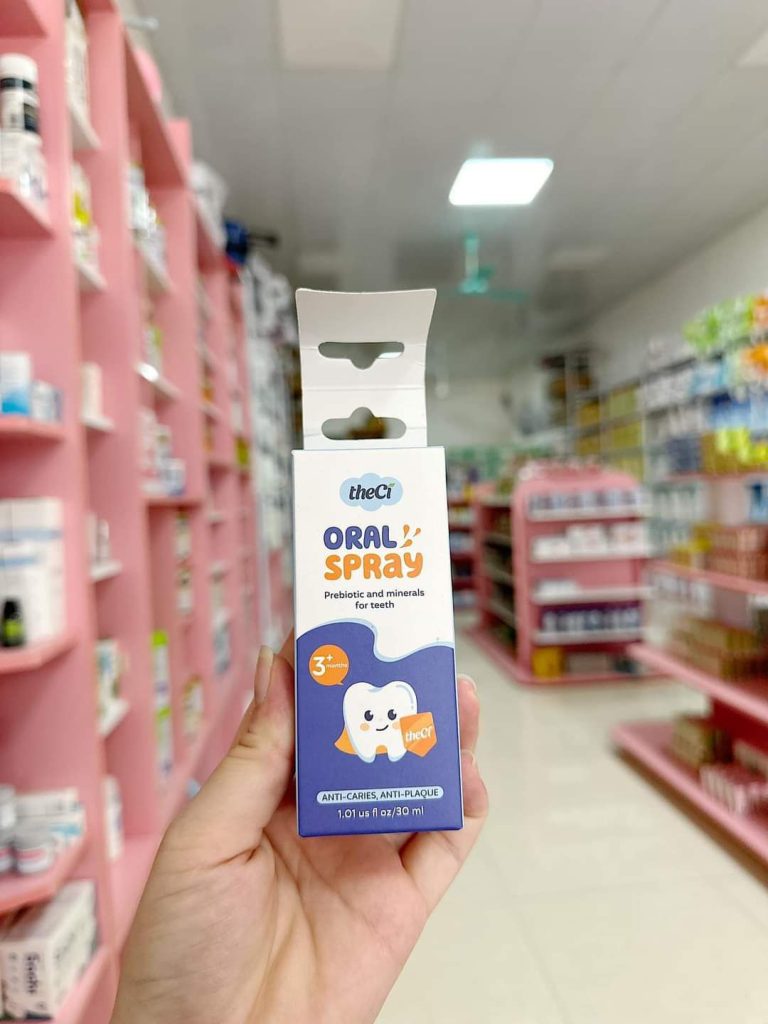 theCi
ORAL
SPRAY
Prebiotic and minerals
for teeth
3+
months
theCi
ANTI-CARIES, ANTI-PLAQUE
1.01 us fl oz/30 ml